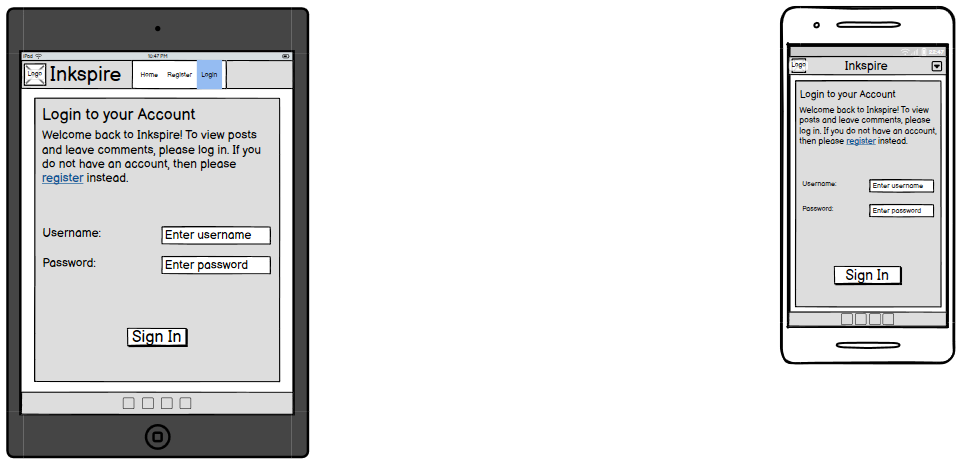 iPad 10:47 PM
Logo Inkspire Home Register Login
Login to your Account
Welcome back to Inkspire! To view posts
and leave comments, please log in. If you
do not have an account, then please
register instead.
Username: Enter username
Password: Enter password
Sign In
22:47
Logo Inkspire
Login to your Account
Welcome back to Inkspire! To view
posts and leave comments, please
log in. If you do not have an account,
then please register instead.
Username: Enter username
Password: Enter password
Sign In